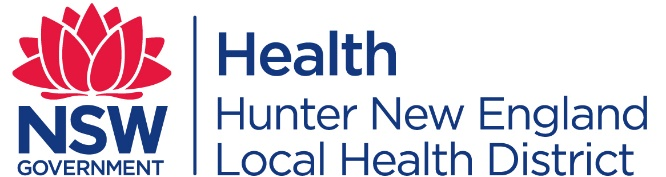 NSW
GOVERNMENT
Health
Hunter New England
Local Health District